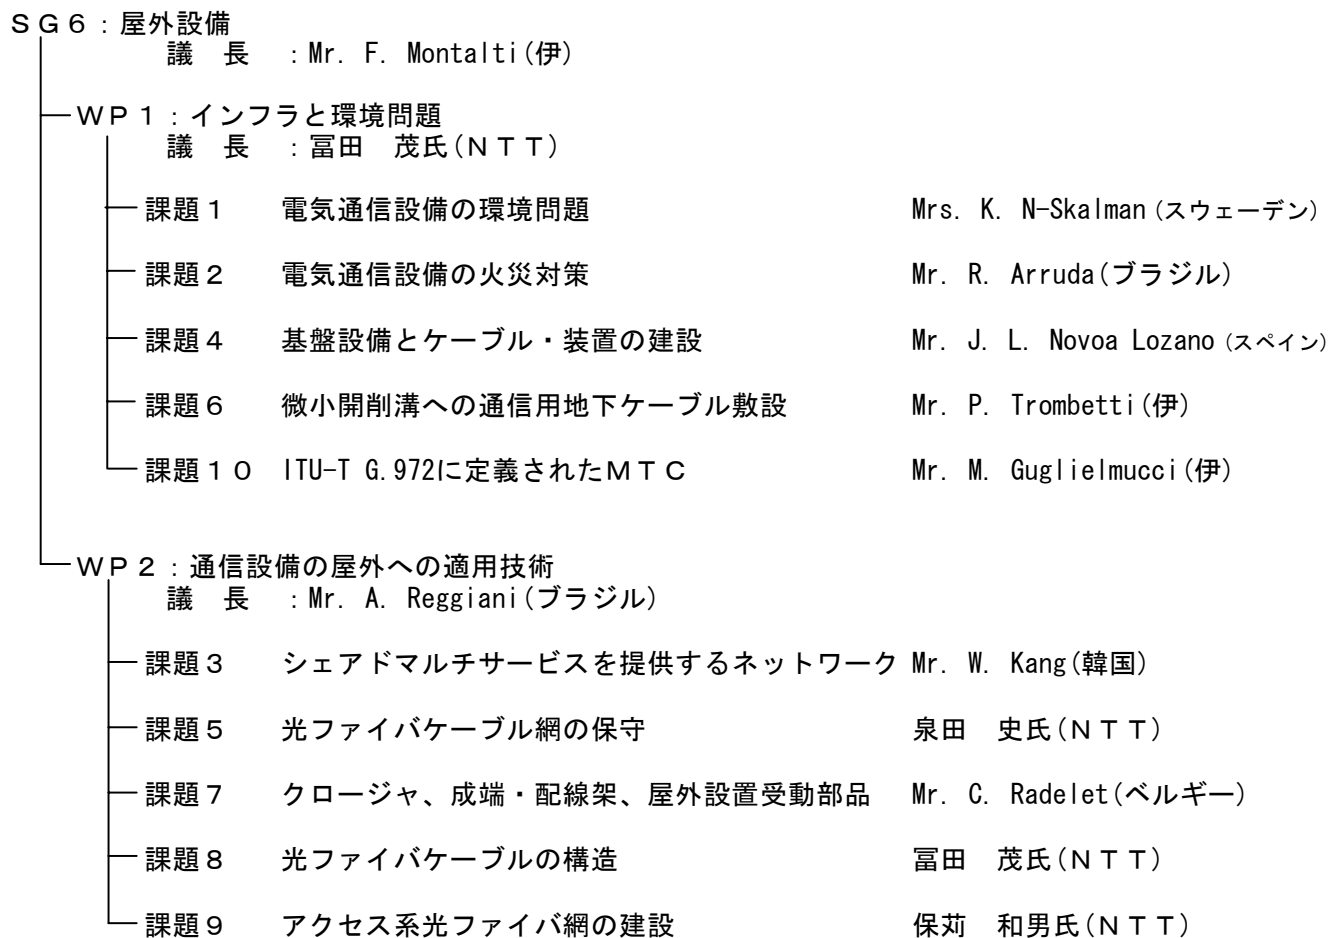 ＳＧ６：屋外設備
議　長　：Mr. F. Montalti(伊)
ＷＰ１：インフラと環境問題
議　長　：冨田　茂氏(ＮＴＴ)
課題１　電気通信設備の環境問題　Mrs. K. N-Skalman(スウェーデン)
課題２　電気通信設備の火災対策　Mr. R. Arruda(ブラジル)
課題４　基盤設備とケーブル・装置の建設　Mr. J. L. Novoa Lozano(スペイン)
課題６　微小開削溝への通信用地下ケーブル敷設　Mr. P. Trombetti(伊)
課題１０　ITU-T G.972に定義されたＭＴＣ　Mr. M. Guglielmucci(伊)
ＷＰ２：通信設備の屋外への適用技術
議　長　：Mr. A. Reggiani(ブラジル)
課題３　シェアドマルチサービスを提供するネットワーク　Mr. W. Kang(韓国)
課題５　光ファイバケーブル網の保守　泉田　史氏(ＮＴＴ)
課題７　クロージャ、成端・配線架、屋外設置受動部品　Mr. C. Radelet(ベルギー)
課題８　光ファイバケーブルの構造　冨田　茂氏(ＮＴＴ)
課題９　アクセス系光ファイバ網の建設　保苅　和男氏(ＮＴＴ)